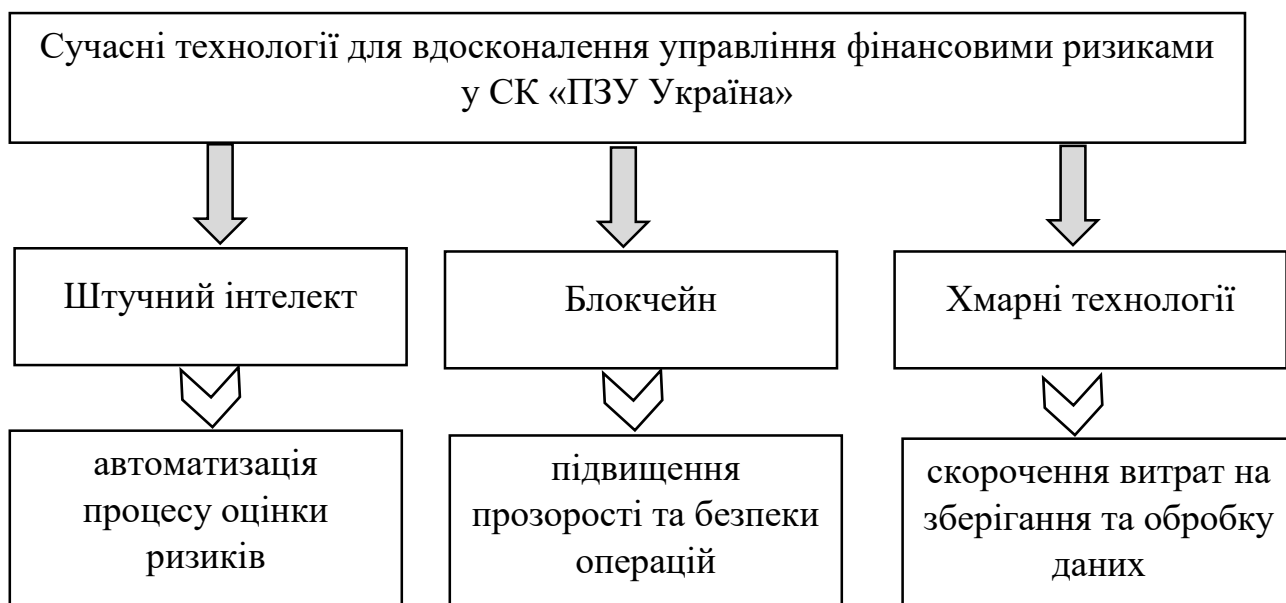 Сучасні технології для вдосконалення управління фінансовими ризиками
у СК «ПЗУ Україна»
Штучний інтелект
Блокчейн
Хмарні технології
автоматизація
процесу оцінки
ризиків
підвищення
прозорості та безпеки
операцій
скорочення витрат на
зберігання та обробку
даних